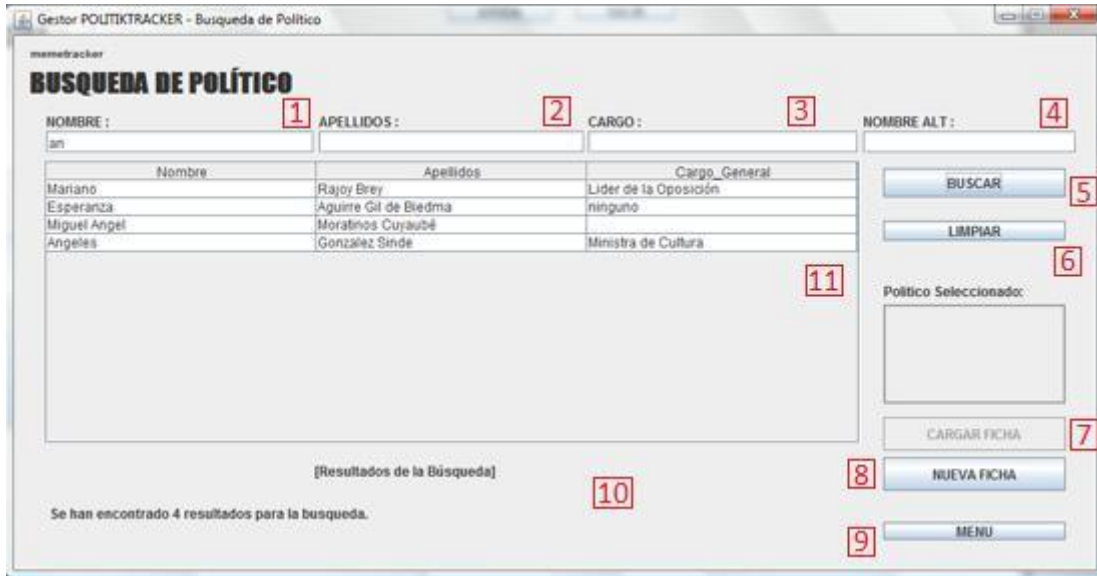 Gestor POLITIKTRACKER - Busqueda de Político
memetracker
BUSQUEDA DE POLÍTICO
1 2 3 4
NOMBRE : APELLIDOS : CARGO : NOMBRE ALT :
an
Nombre Apellidos Cargo_General
Mariano Rajoy Brey Lider de la Oposición
Esperanza Aguirre Gil de Biedma ninguno
Miguel Angel Moratinos Cuyaubé
Angeles Gonzalez Sinde Ministra de Cultura
BUSCAR 5
LIMPIAR
6
11
Politico Seleccionado:
CARGAR FICHA 7
8 NUEVA FICHA
[Resultados de la Búsqueda]
10
Se han encontrado 4 resultados para la busqueda.
9 MENU